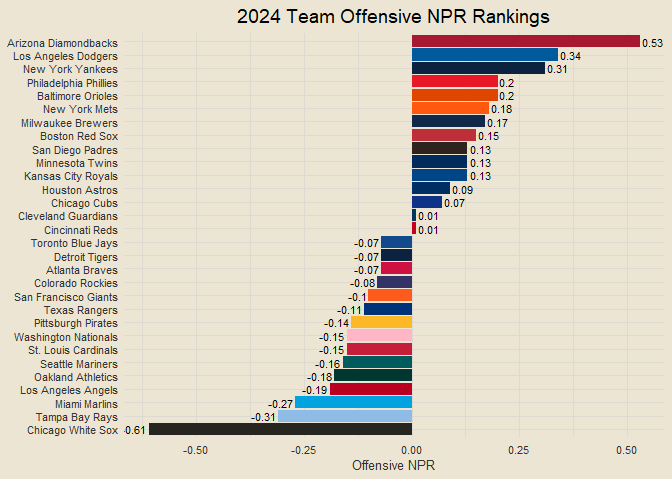 2024 Team Offensive NPR Rankings
Arizona Diamondbacks 0.53
Los Angeles Dodgers 0.34
New York Yankees 0.31
Philadelphia Phillies 0.2
Baltimore Orioles 0.2
New York Mets 0.18
Milwaukee Brewers 0.17
Boston Red Sox 0.15
San Diego Padres 0.13
Minnesota Twins 0.13
Kansas City Royals 0.13
Houston Astros 0.09
Chicago Cubs 0.07
Cleveland Guardians 0.01
Cincinnati Reds 0.01
Toronto Blue Jays -0.07
Detroit Tigers -0.07
Atlanta Braves -0.07
Colorado Rockies -0.08
San Francisco Giants -0.1
Texas Rangers -0.11
Pittsburgh Pirates -0.14
Washington Nationals -0.15
St. Louis Cardinals -0.15
Seattle Mariners -0.16
Oakland Athletics -0.18
Los Angeles Angels -0.19
Miami Marlins -0.27
Tampa Bay Rays -0.31
Chicago White Sox -0.61
-0.50 -0.25 0.00 0.25 0.50
Offensive NPR